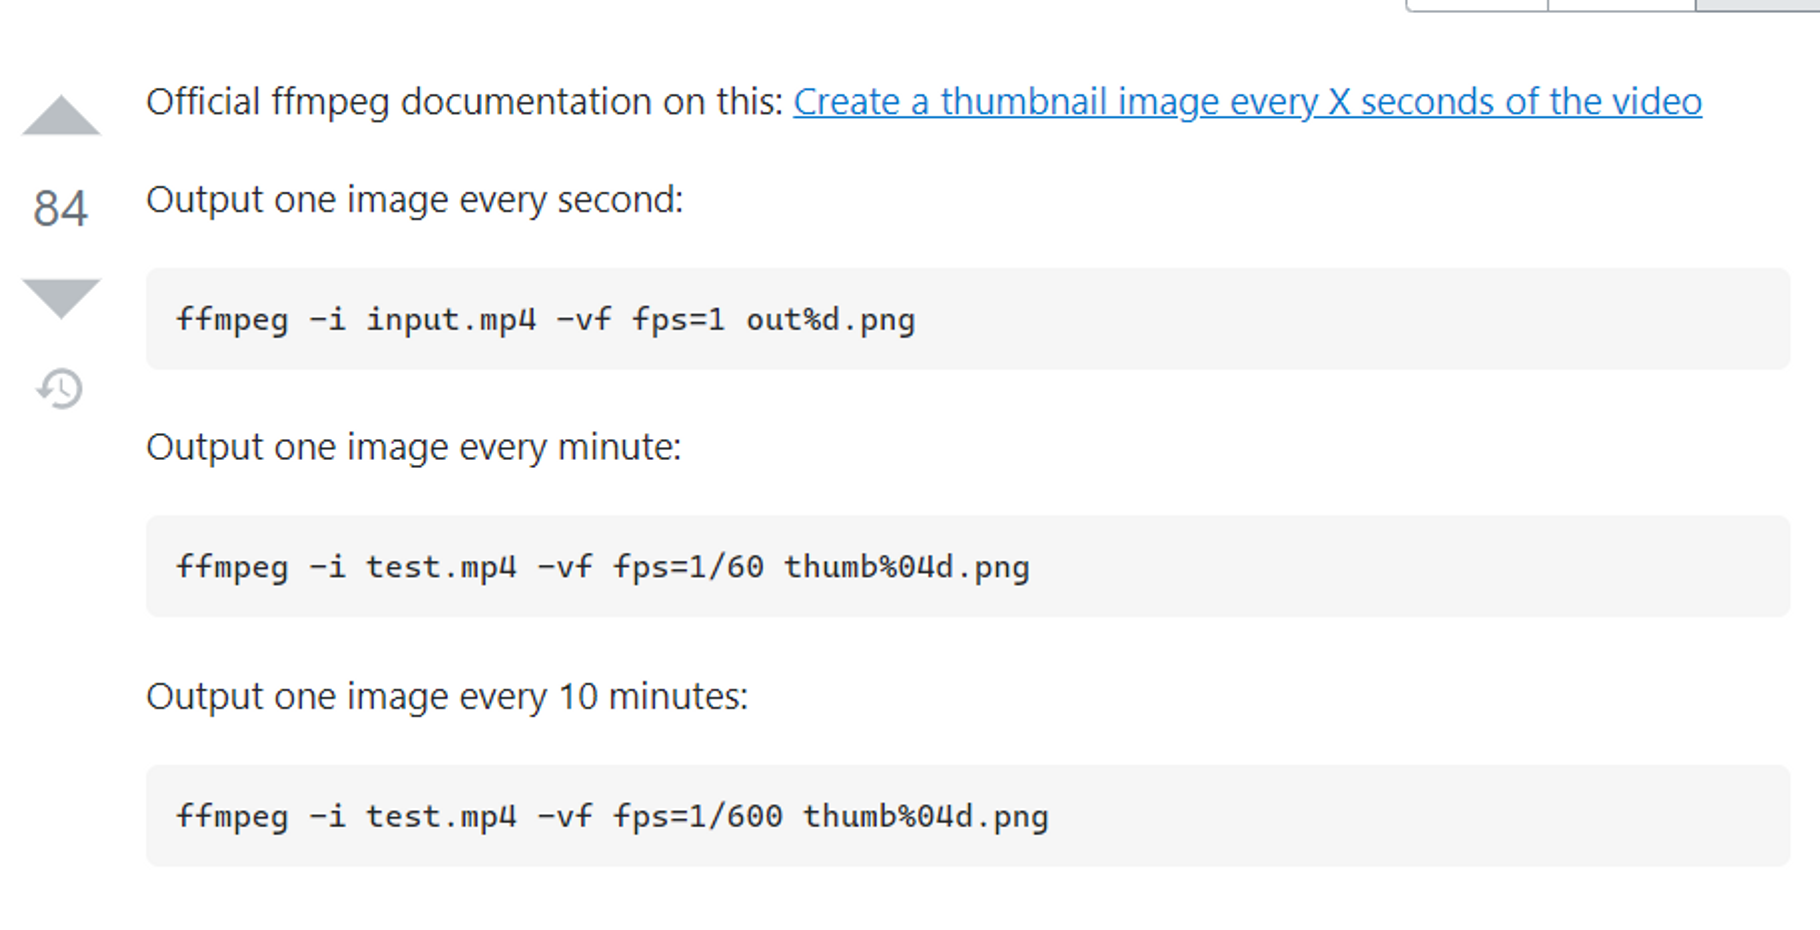 Official ffmpeg documentation on this: Create a thumbnail image every X seconds of the video
84
Output one image every second:
ffmpeg -i input.mp4 -vf fps=1 out%d.png
Output one image every minute:
ffmpeg -i test.mp4 -vf fps=1/60 thumb%04d.png
Output one image every 10 minutes:
ffmpeg -i test.mp4 -vf fps=1/600 thumb%04d.png